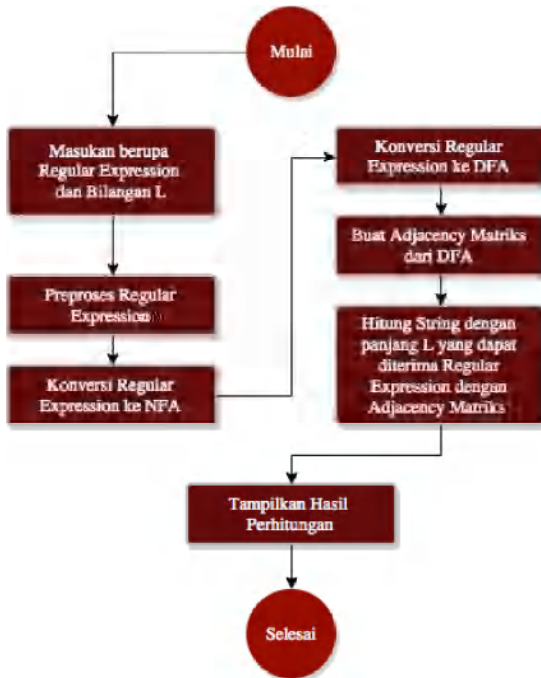 Mulai
Masukan berupa
Regular Expression
dan Bilangan L
Preproses Regular
Expression
Konversi Regular
Expression ke NFA
Konversi Regular
Expression ke DFA
Buat Adjacency Matriks
dari DFA
Hitung String dengan
panjang L yang dapat
diterima Regular
Expression dengan
Adjacency Matriks
Tampilkan Hasil
Perhitungan
Selesai